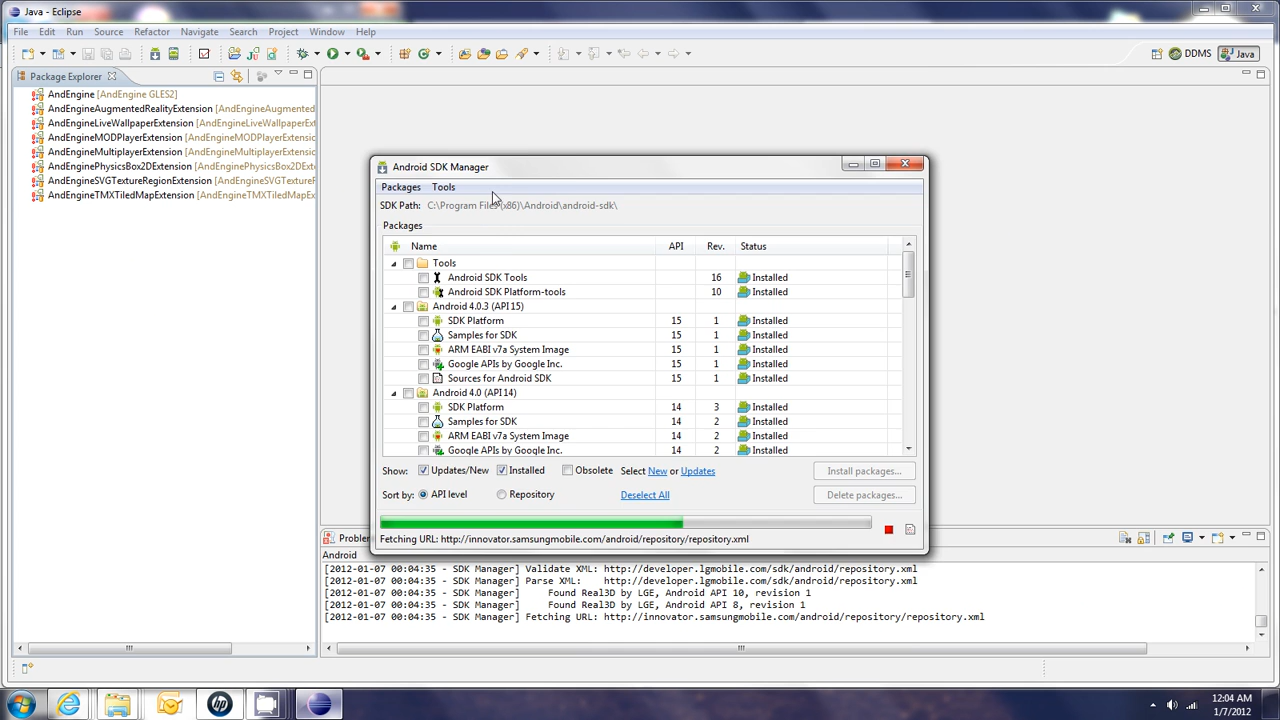 Java - Eclipse
File Edit Run Source Refactor Navigate Search Project Run Window Help
DDMS Java
Package Explorer
AndEngine [AndEngine GLES2]
AndEngineAugmentedRealityExtension [AndEngineAugmented
AndEngineLiveWallpaperExtension [AndEngineLiveWallpaperEx
AndEngineMODPlayerExtension [AndEngineMODPlayerExtensi
AndEngineMultiplayerExtension [AndEngineMultiplayerExtensi
AndEnginePhysicsBox2DExtension [AndEnginePhysicsBox2DEx
AndEngineSVGTextureRegionExtension [AndEngineSVGTexture
AndEngineTMXTiledMapExtension [AndEngineTMXTiledMapEx
Android SDK Manager
Packages Tools
SDK Path: C:\Program Files (x86)\Android\android-sdk\
Packages
Name API Rev. Status
Tools
Android SDK Tools 16 Installed
Android SDK Platform-tools 10 Installed
Android 4.0.3 (API 15)
SDK Platform 15 1 Installed
Samples for SDK 15 1 Installed
ARM EABI v7a System Image 15 1 Installed
Google APIs by Google Inc. 15 1 Installed
Sources for Android SDK 15 1 Installed
Android 4.0 (API 14)
SDK Platform 14 3 Installed
Samples for SDK 14 2 Installed
ARM EABI v7a System Image 14 2 Installed
Google APIs by Google Inc. 14 2 Installed
Show: Updates/New Installed Obsolete Select New or Updates Install packages...
Sort by: API level Repository Deselect All Delete packages...
Fetching URL: http://innovator.samsungmobile.com/android/repository/repository.xml
Problem
Android
[2012-01-07 00:04:35 - SDK Manager] Validate XML: http://developer.lgmobile.com/sdk/android/repository.xml
[2012-01-07 00:04:35 - SDK Manager] Parse XML: http://developer.lgmobile.com/sdk/android/repository.xml
[2012-01-07 00:04:35 - SDK Manager] Found Real3D by LGE, Android API 10, revision 1
[2012-01-07 00:04:35 - SDK Manager] Found Real3D by LGE, Android API 8, revision 1
[2012-01-07 00:04:35 - SDK Manager] Fetching URL: http://innovator.samsungmobile.com/android/repository/repository.xml
hp
12:04 AM
1/7/2012